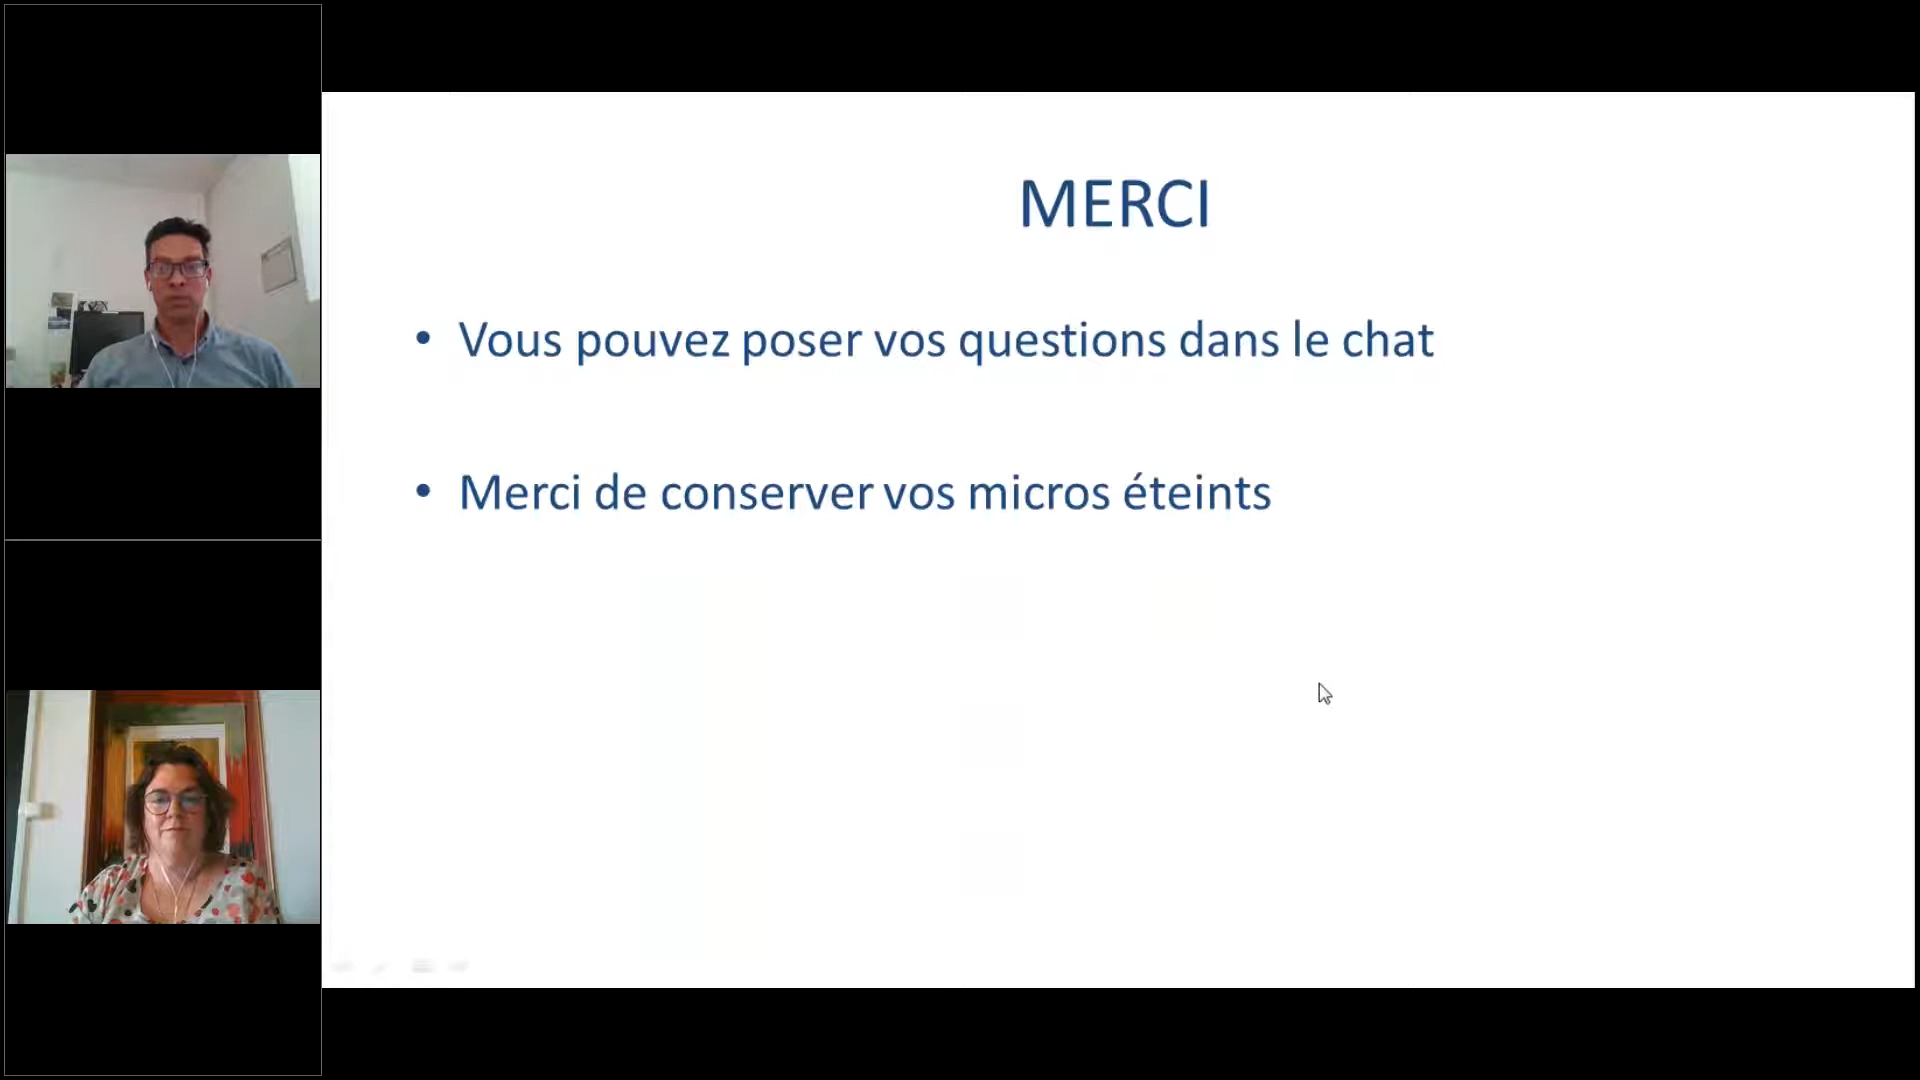 MERCI
• Vous pouvez poser vos questions dans le chat
• Merci de conserver vos micros éteints